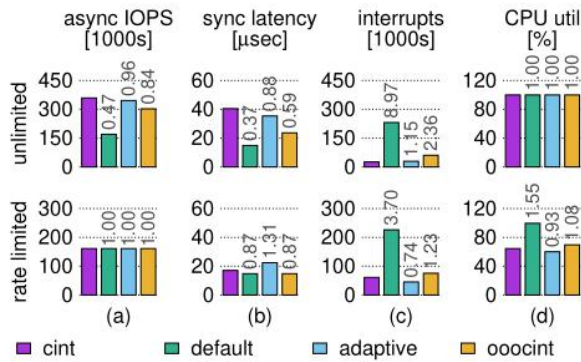 async IOPS sync latency interrupts CPU util
[1000s] [μsec] [1000s] [%]
unlimited
450 300 150 0
0.47 0.96 0.84
60 40 20 0
0.37 0.88 0.59
450 300 150 0
8.97 1.15 2.36
120 80 40 0
1.00 1.00 1.00
rate limited
300 200 100 0
1.00 1.00 1.00
60 40 20 0
0.87 1.31 0.87
300 200 100 0
3.70 0.74 1.23
120 80 40 0
1.55 0.93 1.08
(a) (b) (c) (d)
cint default adaptive ooocint